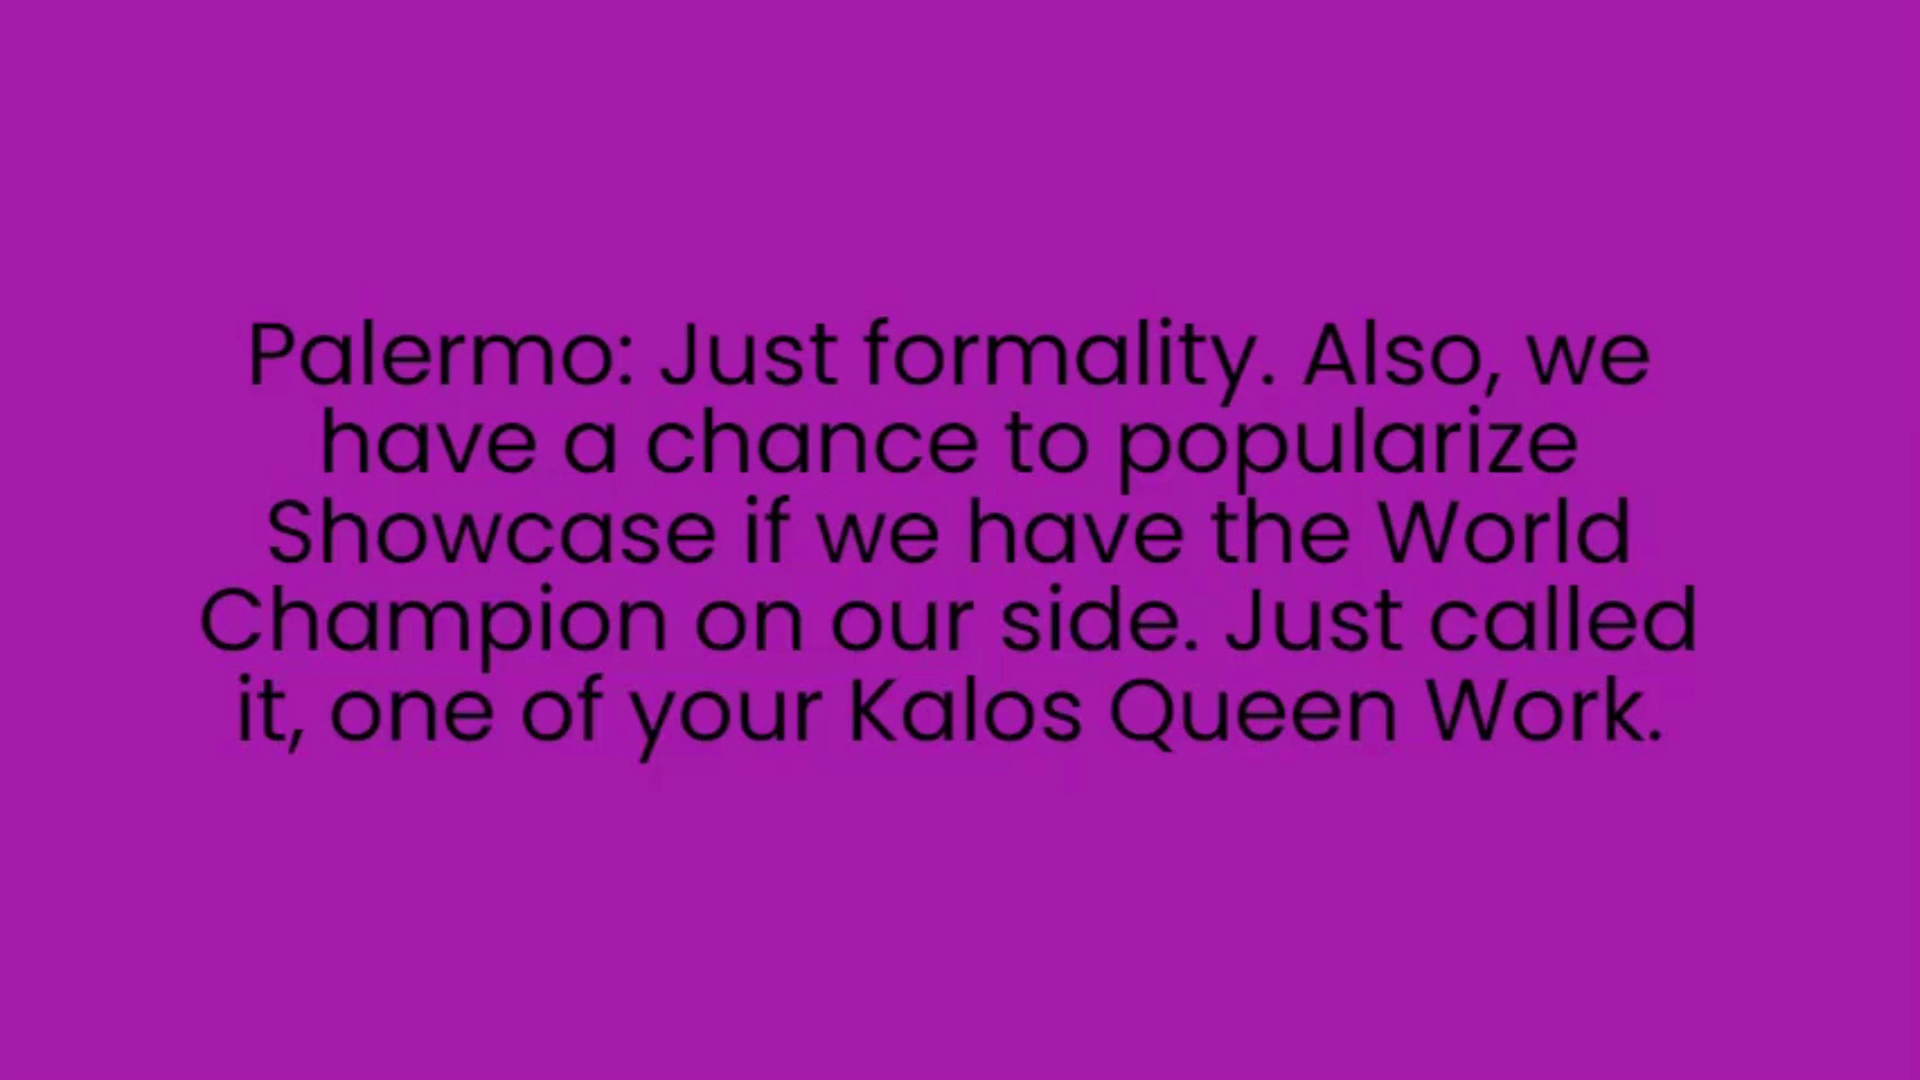 Palermo: Just formality. Also, we
have a chance to popularize
Showcase if we have the World
Champion on our side. Just called
it, one of your Kalos Queen Work.